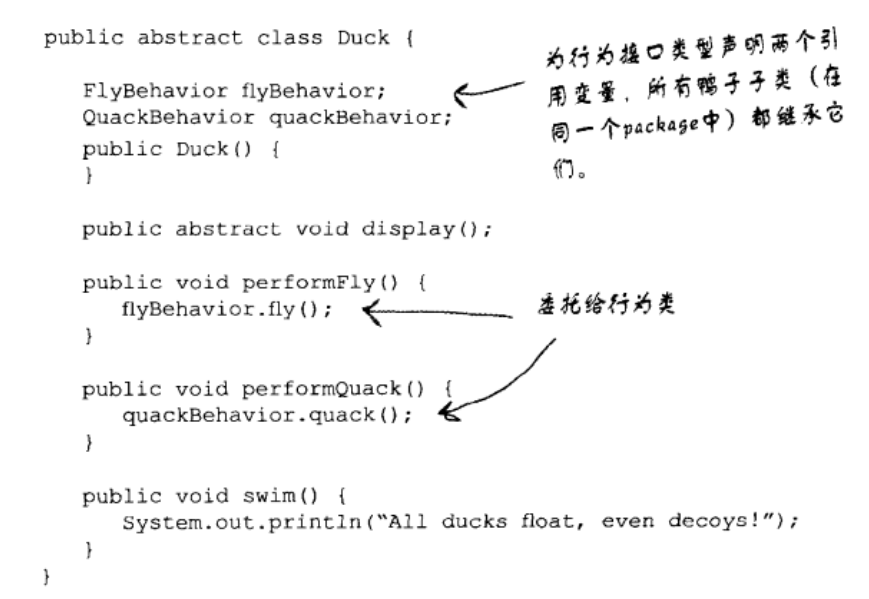 public abstract class Duck {
FlyBehavior flyBehavior;
QuackBehavior quackBehavior;
public Duck() {
}
public abstract void display();
public void performFly() {
flyBehavior.fly();
}
public void performQuack() {
quackBehavior.quack();
}
public void swim() {
System.out.println(“All ducks float, even decoys!”);
}
}
为行为接口类型声明两个引
用变量，所有鸭子子类（在
同一个package中）都继承它
们。
委托给行为类